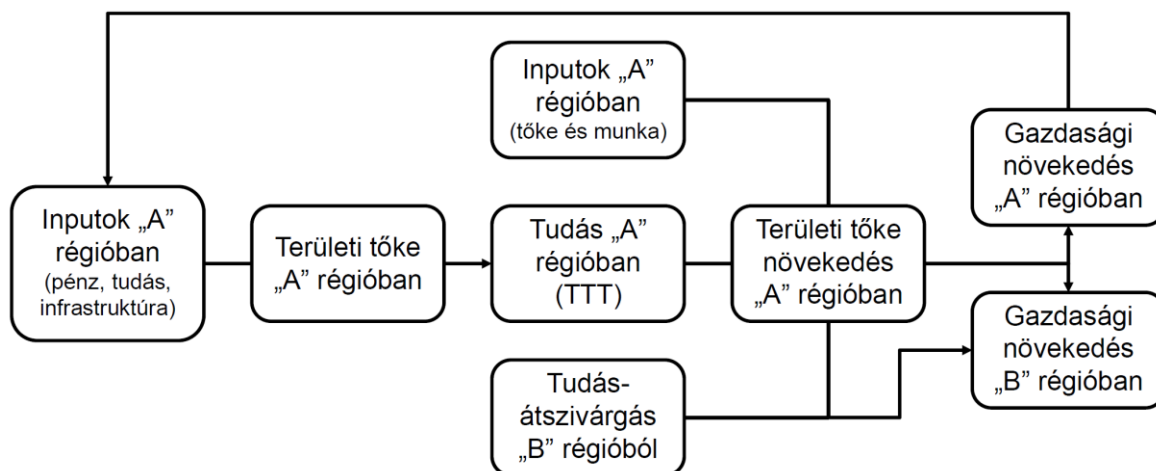 Inputok „A”
régióban
(pénz, tudás,
infrastruktúra)
Területi tőke
„A” régióban
Inputok „A”
régióban
(tőke és munka)
Tudás „A”
régióban
(TTT)
Tudás-
átszivárgás
„B” régióból
Területi tőke
növekedés
„A” régióban
Gazdasági
növekedés
„A” régióban
Gazdasági
növekedés
„B” régióban